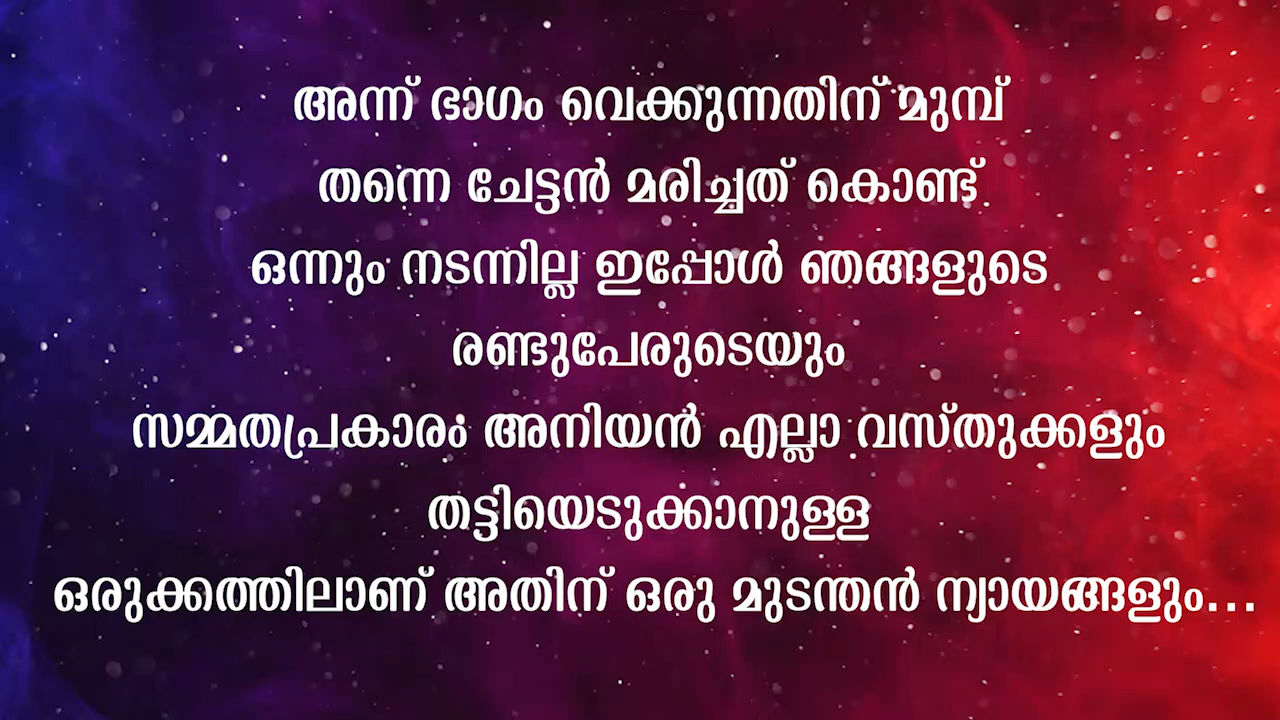 അന്ന് ഭാഗം വെക്കുന്നതിന് മുമ്പ്
തന്നെ ചേട്ടൻ മരിച്ചത് കൊണ്ട്
ഒന്നും നടന്നില്ല ഇപ്പോൾ ഞങ്ങളുടെ
രണ്ടുപേരുടെയും
സമ്മതപ്രകാരം അനിയൻ എല്ലാ വസ്തുക്കളും
തട്ടിയെടുക്കാനുള്ള
ഒരുക്കത്തിലാണ് അതിന് ഒരു മുടന്തൻ ന്യായങ്ങളും...